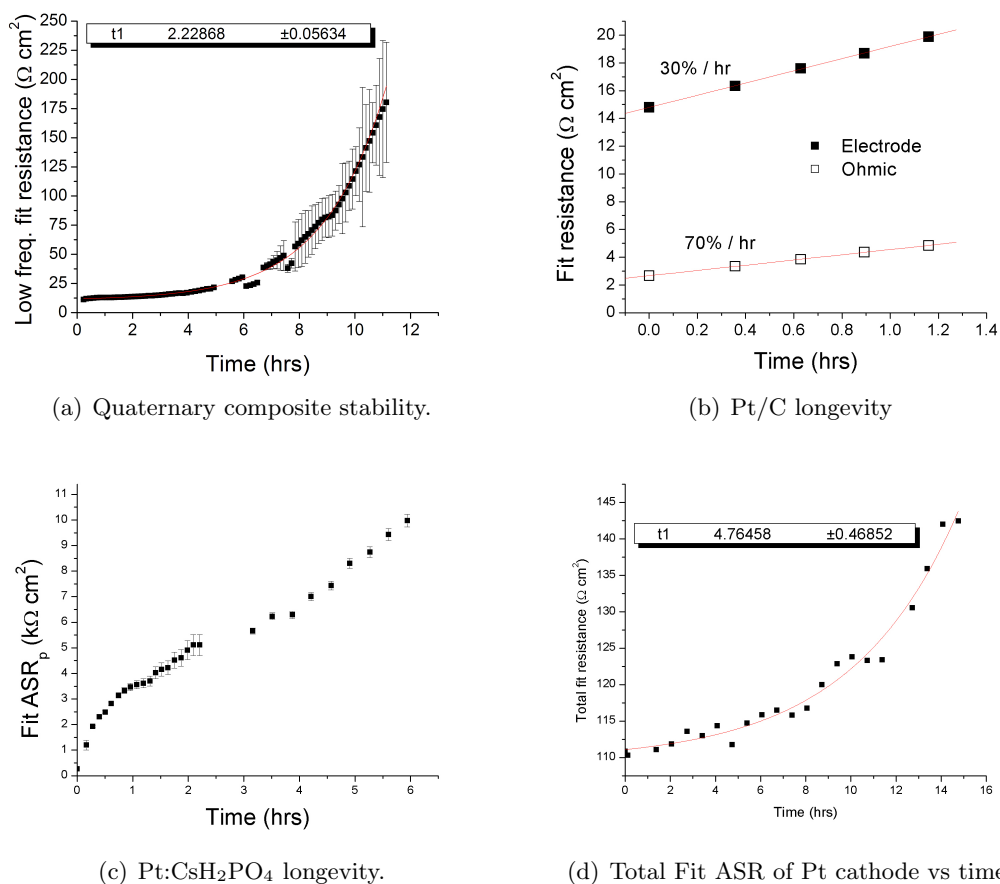 Low freq. fit resistance (Ω cm²)
250
225
200
175
150
125
100
75
50
25
0
t1 2.22868 ±0.05634
0 2 4 6 8 10 12
Time (hrs)
(a) Quaternary composite stability.
Fit resistance (Ω cm²)
20
18
16
14
12
10
8
6
4
2
0
30% / hr
Electrode
Ohmic
70% / hr
0.0 0.2 0.4 0.6 0.8 1.0 1.2 1.4
Time (hrs)
(b) Pt/C longevity
Fit ASRₚ (kΩ cm²)
11
10
9
8
7
6
5
4
3
2
1
0
0 1 2 3 4 5 6
Time (hrs)
(c) Pt:CsH₂PO₄ longevity.
Total fit resistance (Ω cm²)
145
140
135
130
125
120
115
110
t1 4.76458 ±0.46852
0 2 4 6 8 10 12 14 16
Time (hrs)
(d) Total Fit ASR of Pt cathode vs time